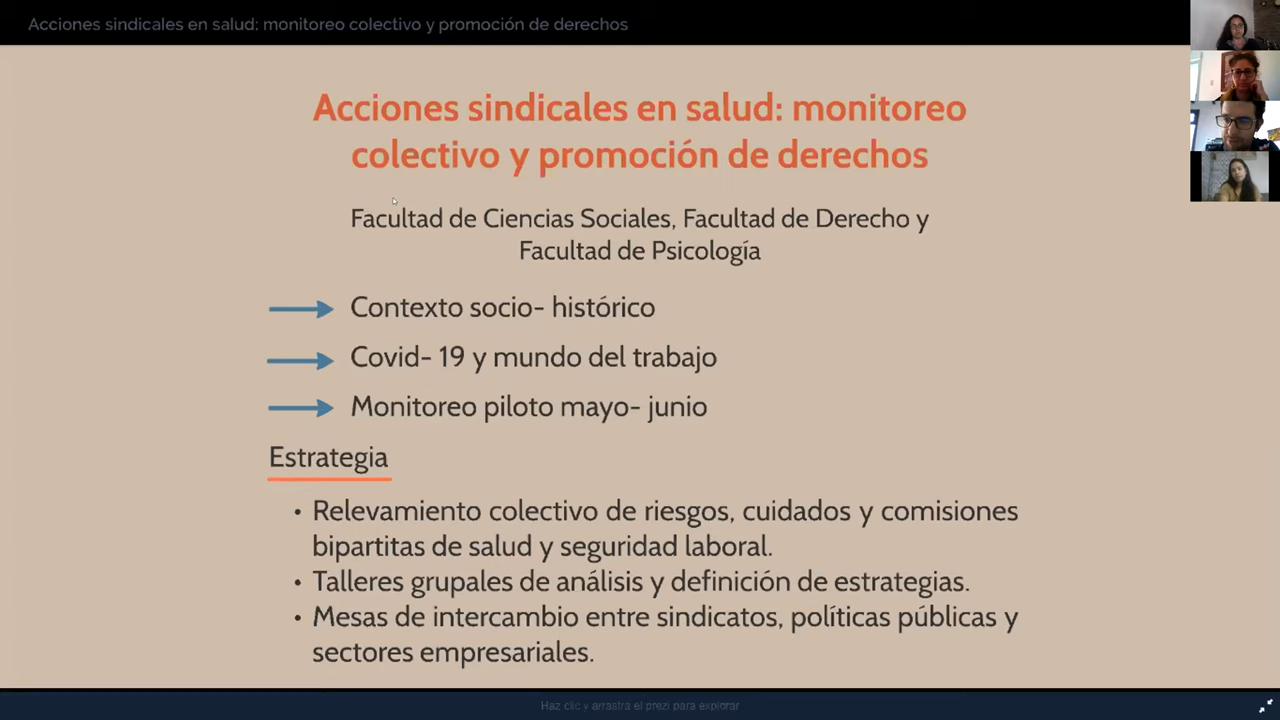 Acciones sindicales en salud: monitoreo colectivo y promoción de derechos
Acciones sindicales en salud: monitoreo
colectivo y promoción de derechos
Facultad de Ciencias Sociales, Facultad de Derecho y
Facultad de Psicología
Contexto socio- histórico
Covid- 19 y mundo del trabajo
Monitoreo piloto mayo- junio
Estrategia
• Relevamiento colectivo de riesgos, cuidados y comisiones
bipartitas de salud y seguridad laboral.
• Talleres grupales de análisis y definición de estrategias.
• Mesas de intercambio entre sindicatos, políticas públicas y
sectores empresariales.
Haz clic y arrastra el prezi para explorar